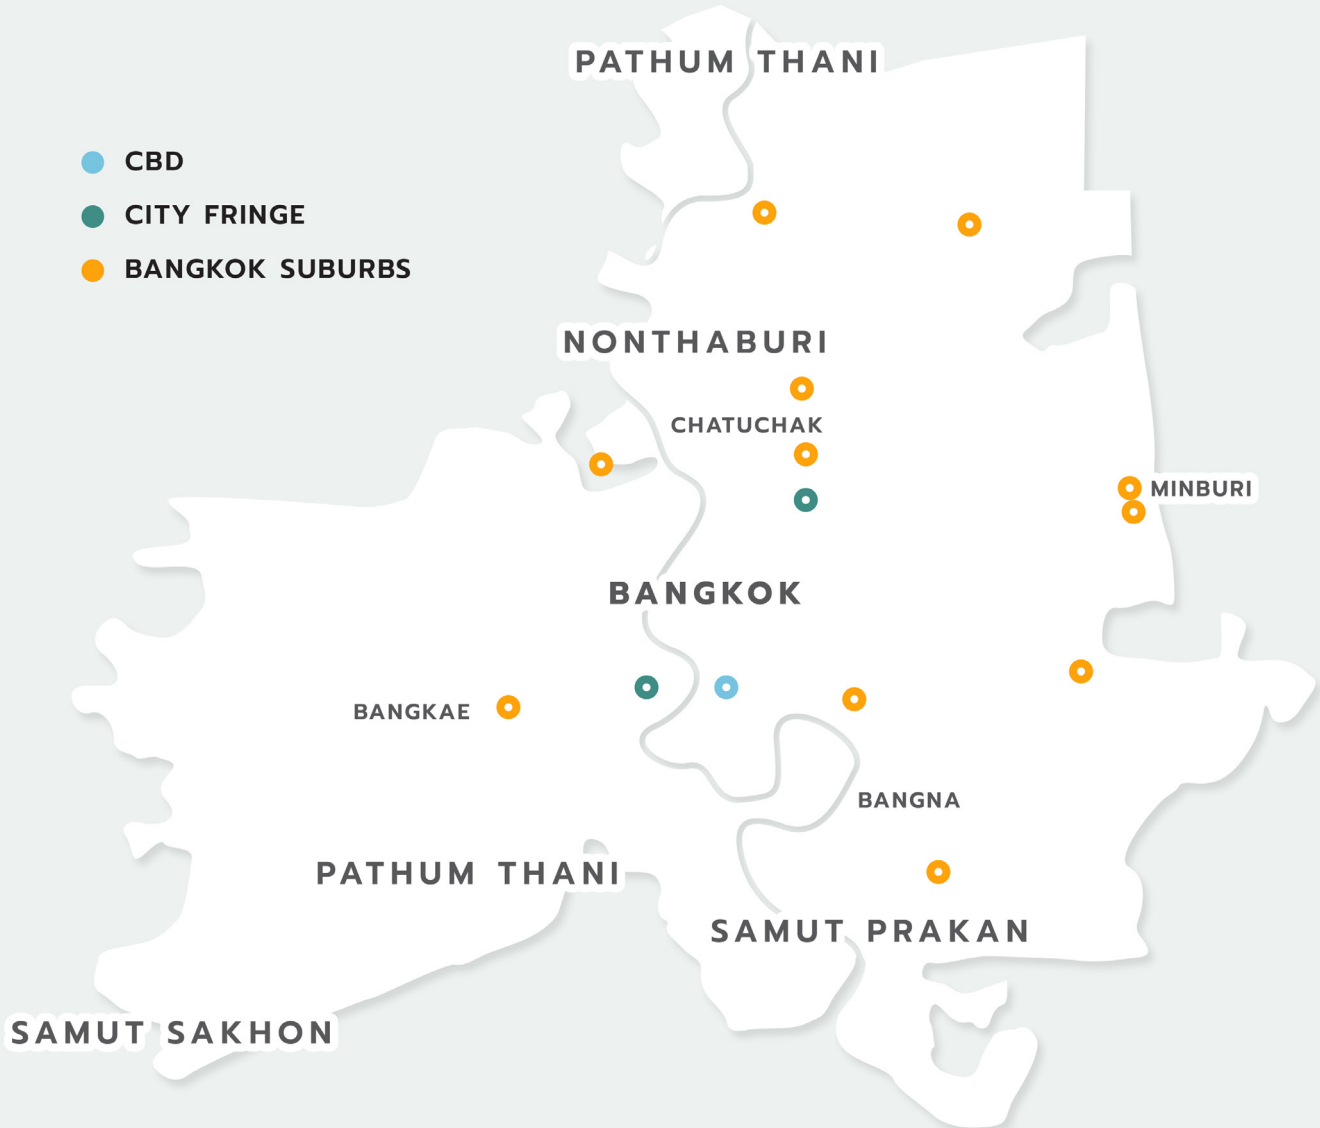 PATHUM THANI
CBD
CITY FRINGE
BANGKOK SUBURBS
NONTHABURI
CHATUCHAK
MINBURI
BANGKOK
BANGKAE
BANGNA
PATHUM THANI
SAMUT PRAKAN
SAMUT SAKHON